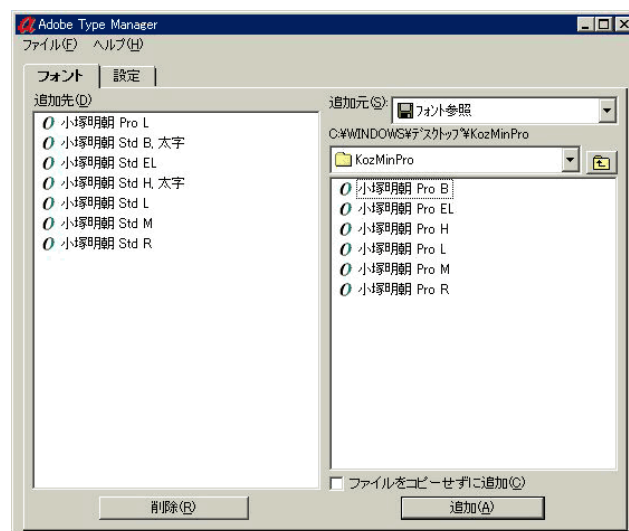 Adobe Type Manager
ファイル(F) ヘルプ(H)
フォント 設定
追加先(D)
小塚明朝 Pro L
小塚明朝 Std B, 太字
小塚明朝 Std EL
小塚明朝 Std H, 太字
小塚明朝 Std L
小塚明朝 Std M
小塚明朝 Std R
削除(R)
追加元(S):
フォント参照
C:¥WINDOWS¥デスクトップ¥KozMinPro
KozMinPro
小塚明朝 Pro B
小塚明朝 Pro EL
小塚明朝 Pro H
小塚明朝 Pro L
小塚明朝 Pro M
小塚明朝 Pro R
ファイルをコピーせずに追加(C)
追加(A)